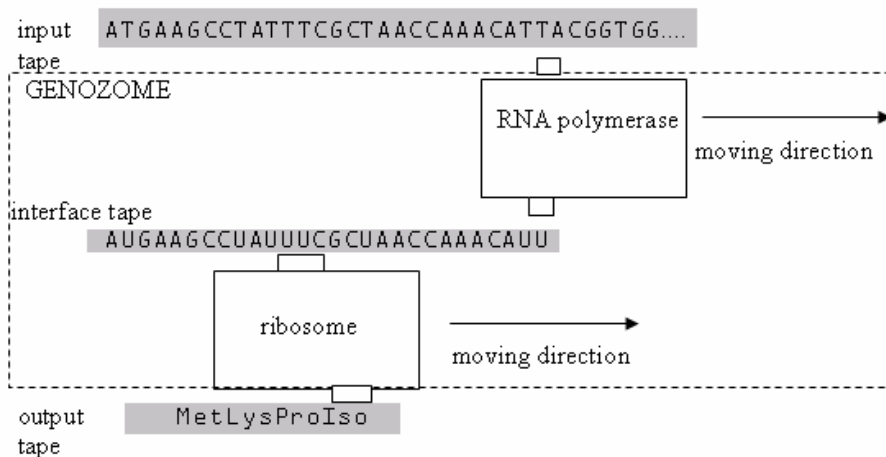 input tape
ATGAAGCCTATTTCGCTAACCAAACATTACGGTGG....
GENOZOME
RNA polymerase
moving direction
interface tape
AUGAAGCCUAUUUCGCUAACCAAACAUU
ribosome
moving direction
output tape
MetLysProIso